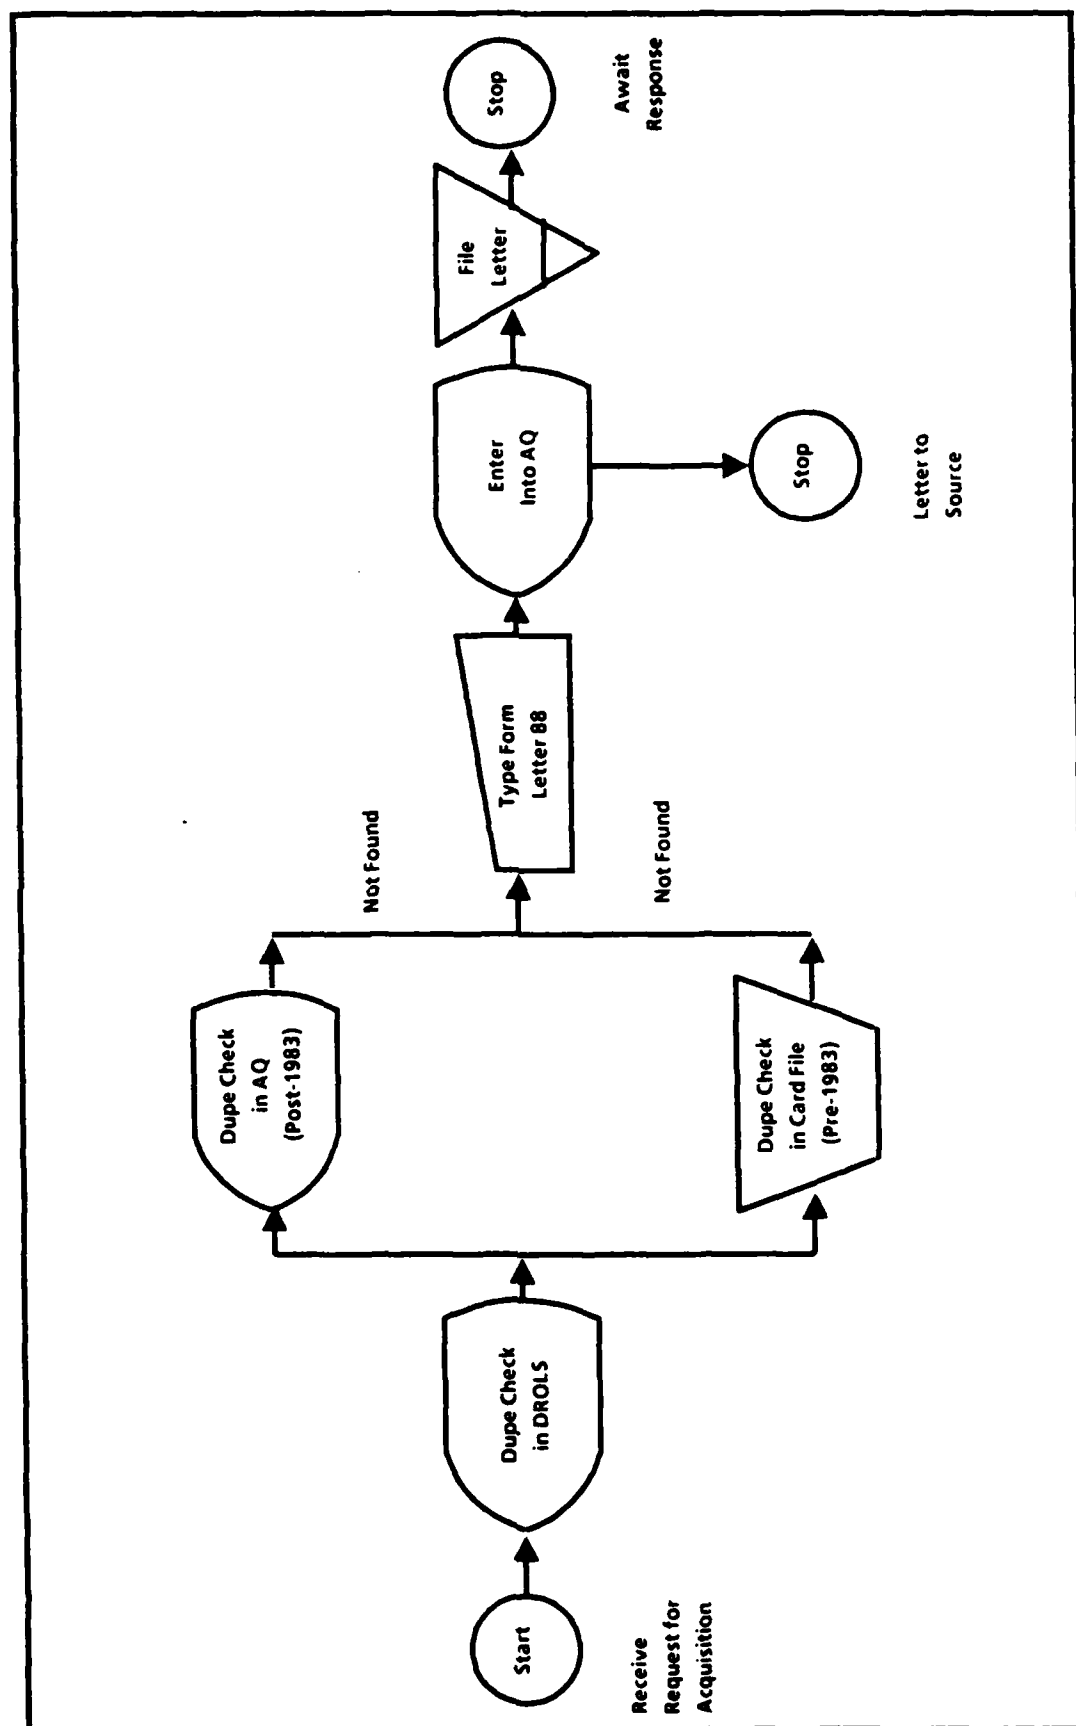 Start
Receive
Request for
Acquisition
Dupe Check
in DROLS
Dupe Check
in AQ
(Post-1983)
Dupe Check
in Card File
(Pre-1983)
Not Found
Not Found
Type Form
Letter 88
Enter
Into AQ
Stop
Letter to
Source
File
Letter
Stop
Await
Response